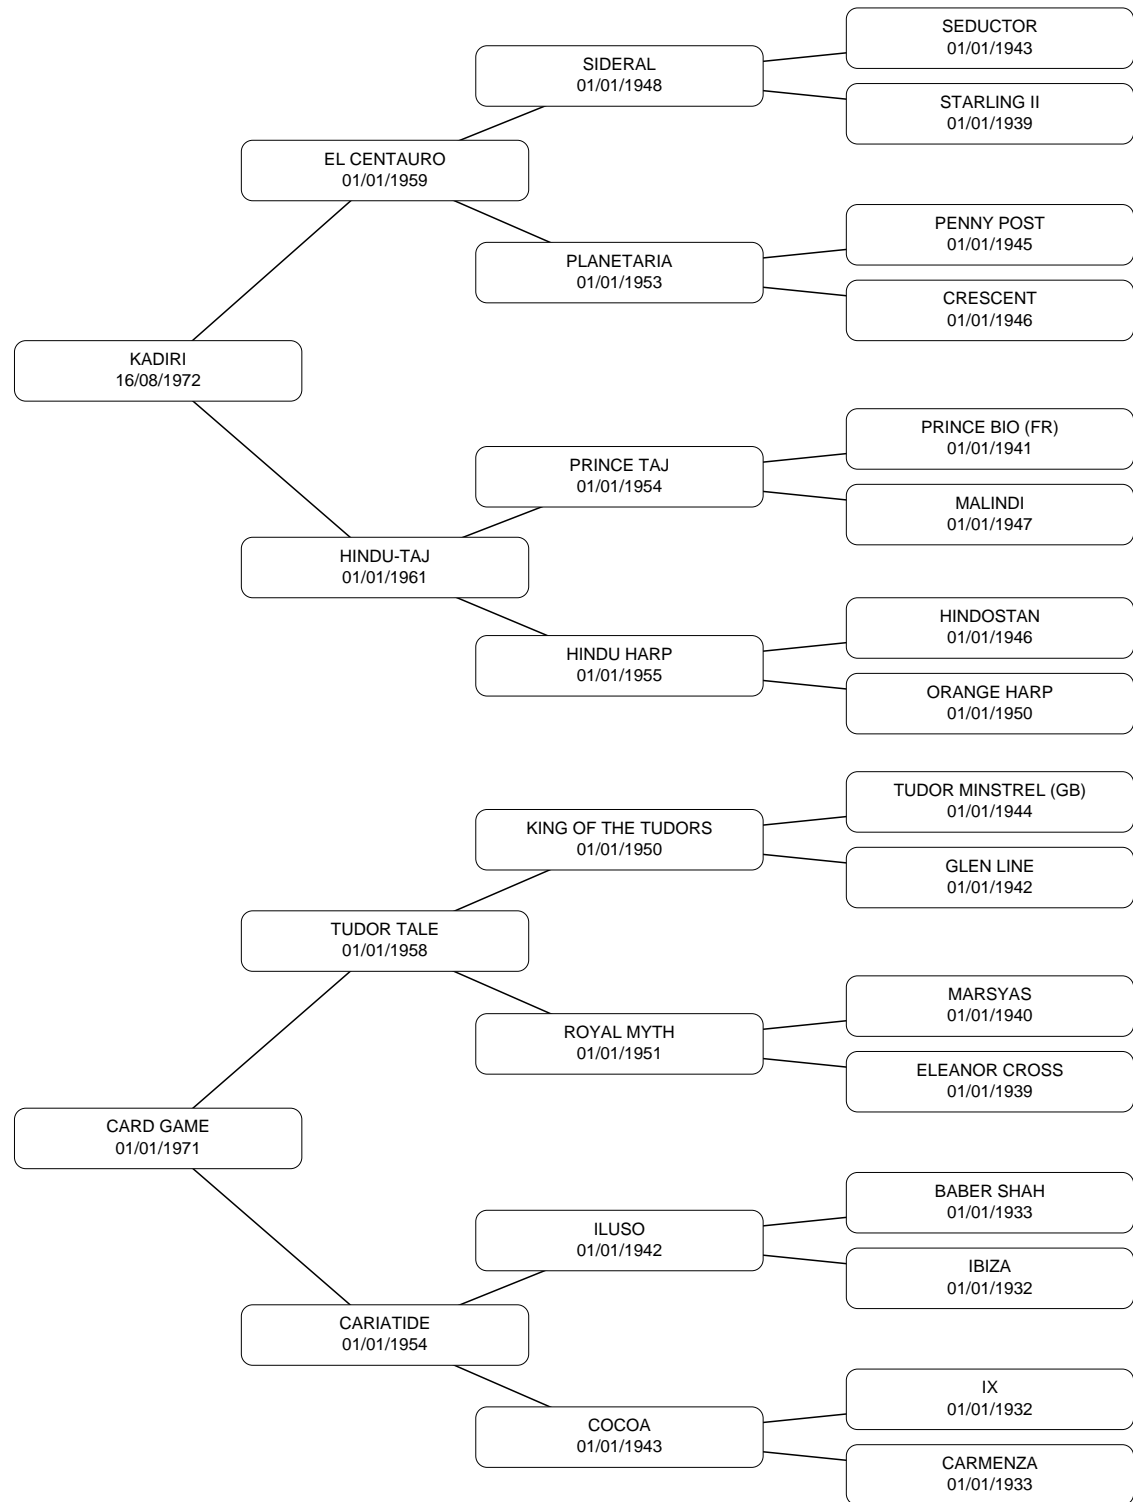 SEDUCTOR
01/01/1943
SIDERAL
01/01/1948
STARLING II
01/01/1939
EL CENTAURO
01/01/1959
PENNY POST
01/01/1945
PLANETARIA
01/01/1953
CRESCENT
01/01/1946
KADIRI
16/08/1972
PRINCE BIO (FR)
01/01/1941
PRINCE TAJ
01/01/1954
MALINDI
01/01/1947
HINDU-TAJ
01/01/1961
HINDOSTAN
01/01/1946
HINDU HARP
01/01/1955
ORANGE HARP
01/01/1950
TUDOR MINSTREL (GB)
01/01/1944
KING OF THE TUDORS
01/01/1950
GLEN LINE
01/01/1942
TUDOR TALE
01/01/1958
MARSYAS
01/01/1940
ROYAL MYTH
01/01/1951
ELEANOR CROSS
01/01/1939
CARD GAME
01/01/1971
BABER SHAH
01/01/1933
ILUSO
01/01/1942
IBIZA
01/01/1932
CARIATIDE
01/01/1954
IX
01/01/1932
COCOA
01/01/1943
CARMENZA
01/01/1933